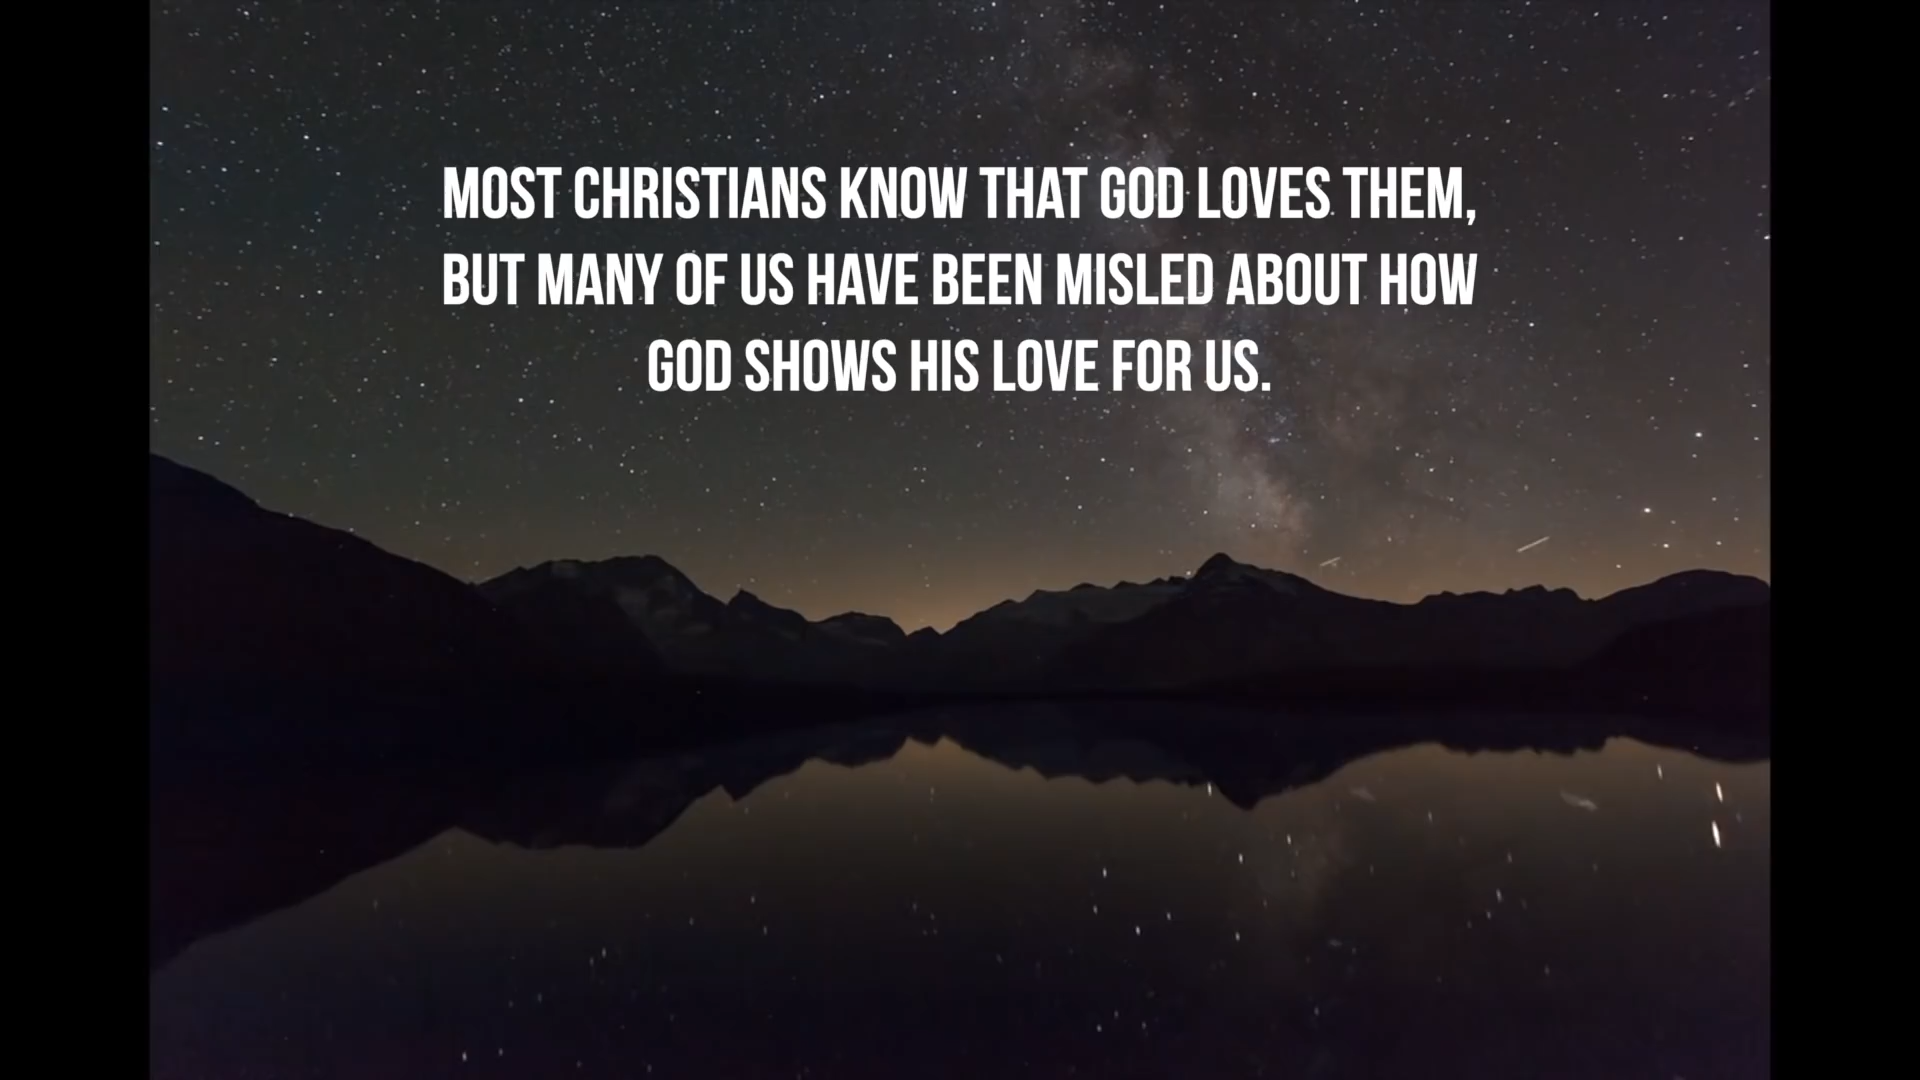 MOST CHRISTIANS KNOW THAT GOD LOVES THEM,
BUT MANY OF US HAVE BEEN MISLED ABOUT HOW
GOD SHOWS HIS LOVE FOR US.